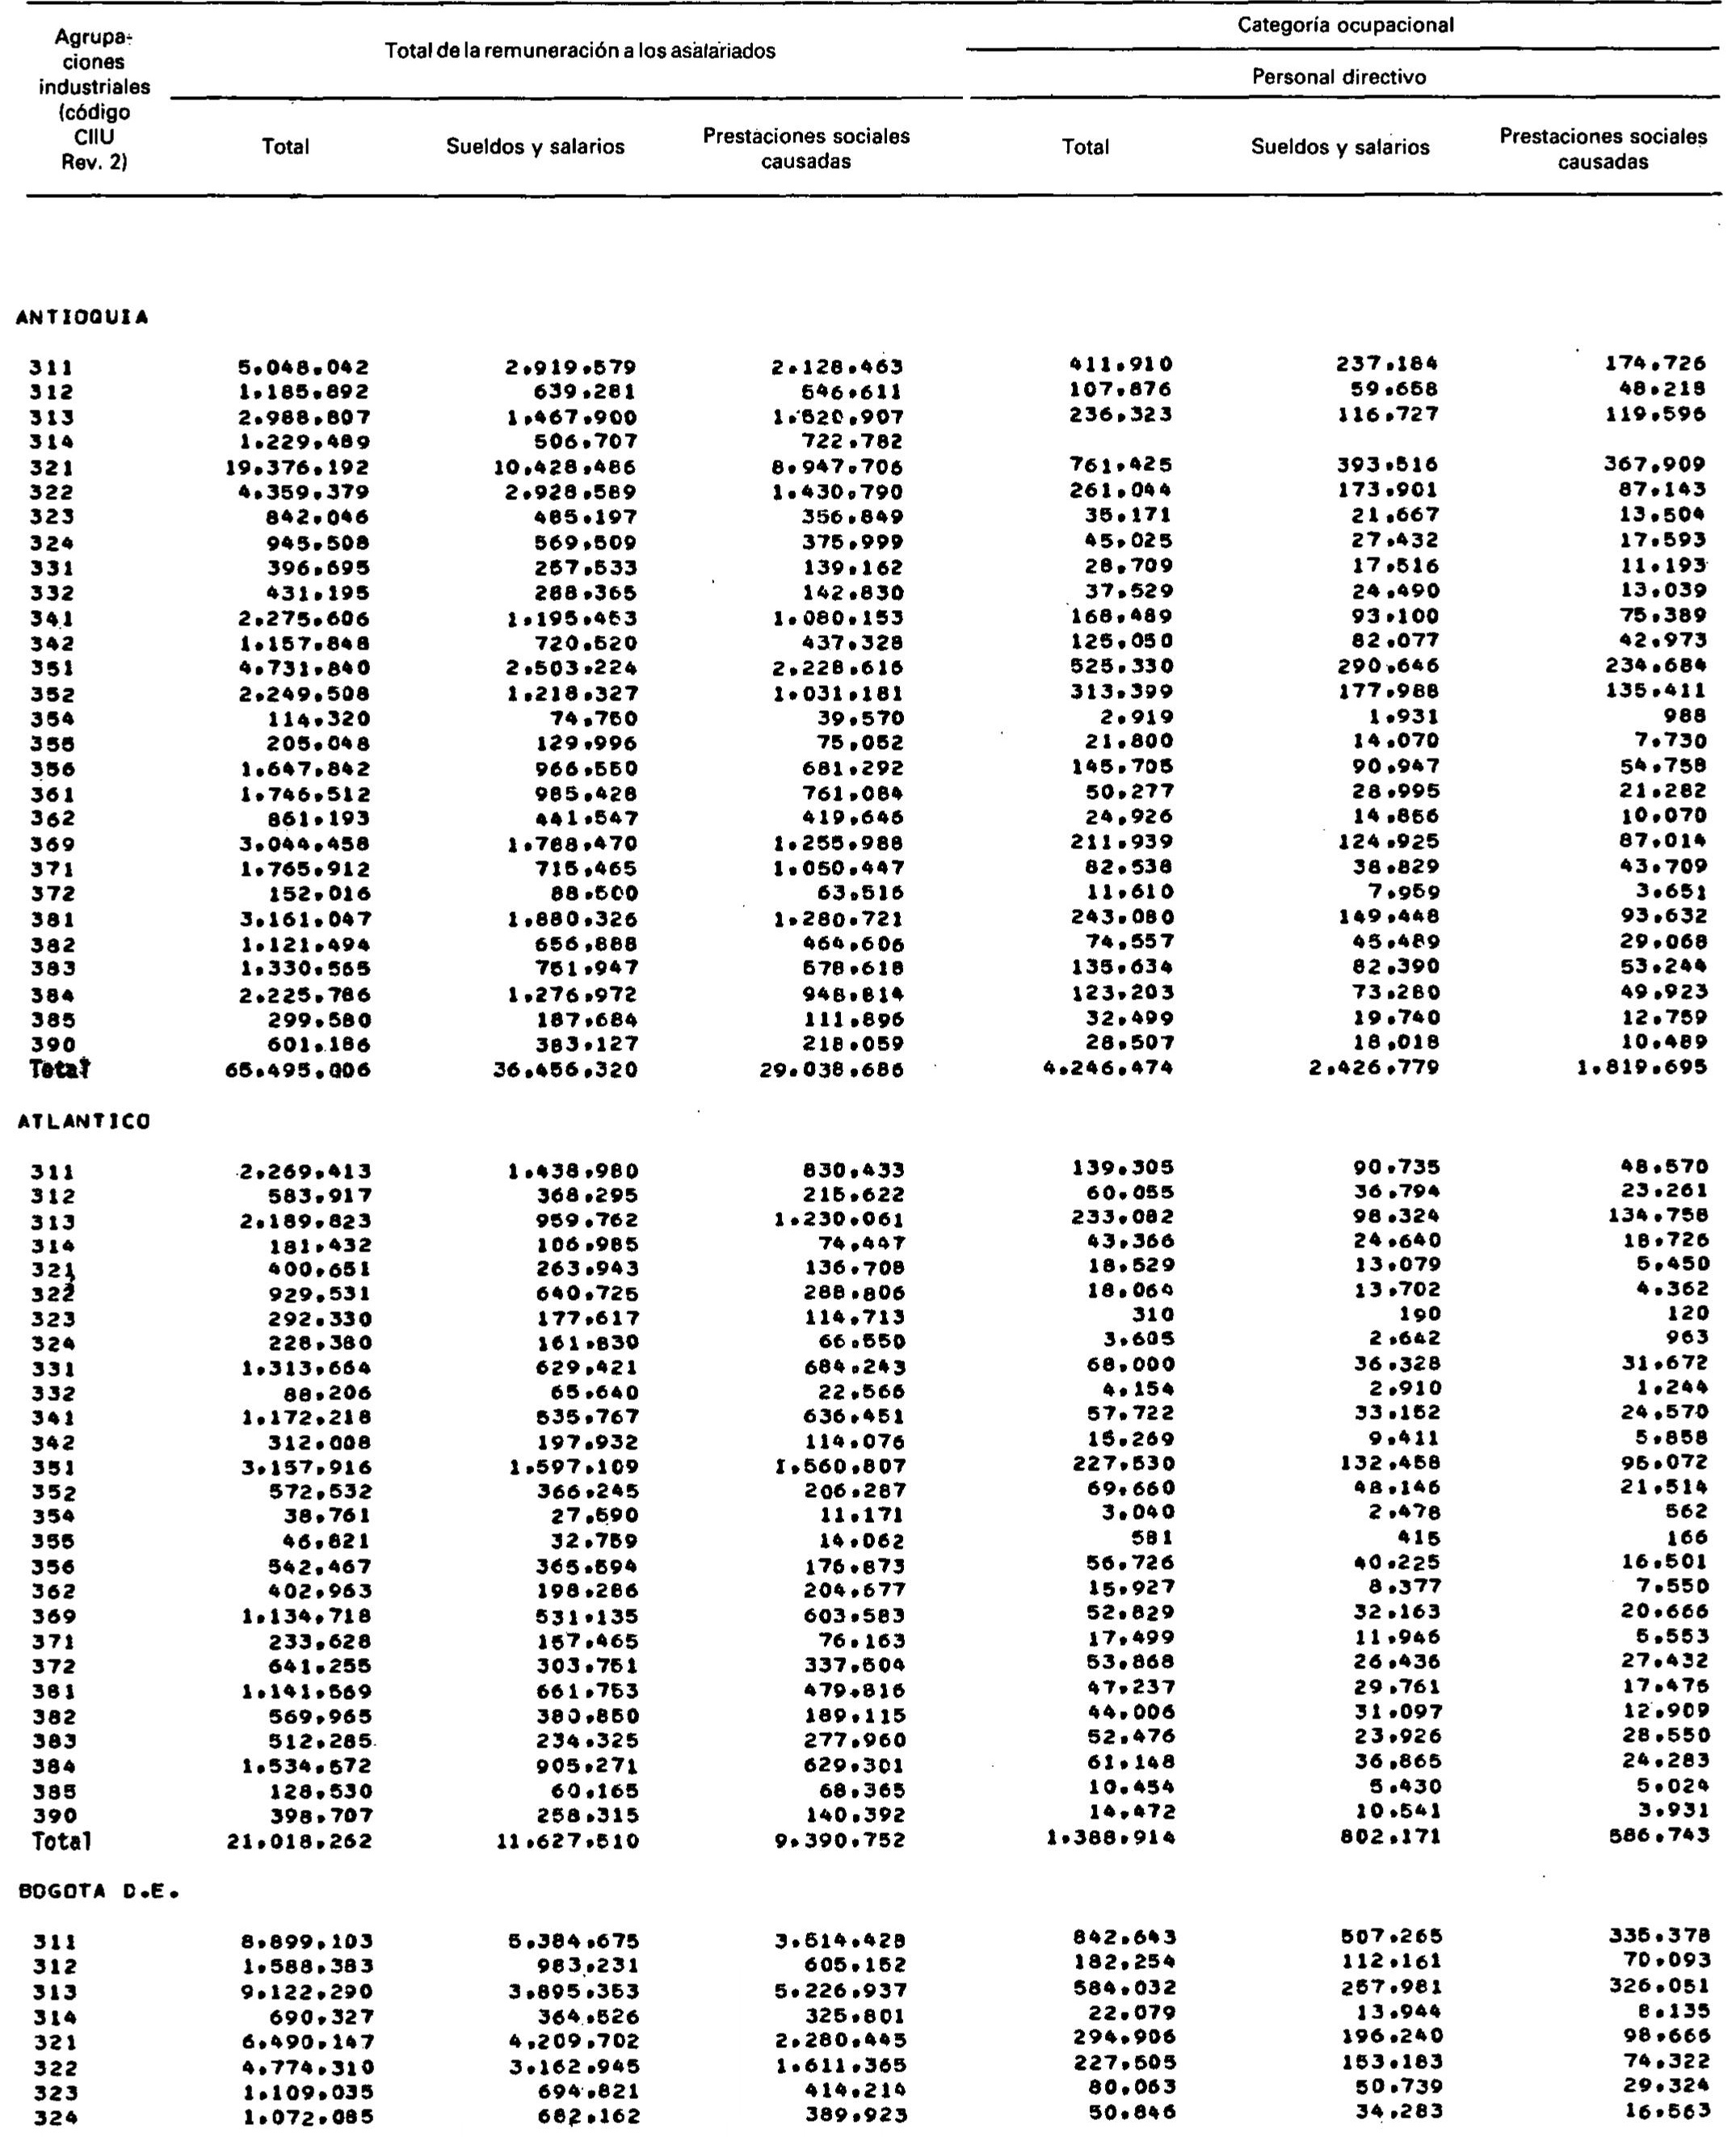 Agrupa-
ciones
industriales
(código
CIIU
Rev. 2)
Total de la remuneración a los asalariados
Categoría ocupacional
Personal directivo
Total Sueldos y salarios Prestaciones sociales causadas Total Sueldos y salarios Prestaciones sociales causadas
ANTIOQUIA
311 5.048.042 2.919.579 2.128.463 411.910 237.184 174.726
312 1.185.892 639.281 546.611 107.876 59.658 48.218
313 2.988.807 1.467.900 1.520.907 236.323 116.727 119.596
314 1.229.489 506.707 722.782
321 19.376.192 10.428.486 8.947.706 761.425 393.516 367.909
322 4.359.379 2.928.589 1.430.790 261.044 173.901 87.143
323 842.046 485.197 356.849 35.171 21.667 13.504
324 945.508 569.509 375.999 45.025 27.432 17.593
331 396.695 257.533 139.162 28.709 17.516 11.193
332 431.195 288.365 142.830 37.529 24.490 13.039
341 2.275.606 1.195.453 1.080.153 168.489 93.100 75.389
342 1.157.848 720.520 437.328 125.050 82.077 42.973
351 4.731.840 2.503.224 2.228.616 525.330 290.646 234.684
352 2.249.508 1.218.327 1.031.181 313.399 177.988 135.411
354 114.320 74.750 39.570 2.919 1.931 988
355 205.048 129.996 75.052 21.800 14.070 7.730
356 1.647.842 966.550 681.292 145.705 90.947 54.758
361 1.746.512 985.428 761.084 50.277 28.995 21.282
362 861.193 441.547 419.646 24.926 14.856 10.070
369 3.044.458 1.788.470 1.255.988 211.939 124.925 87.014
371 1.765.912 715.465 1.050.447 82.538 38.829 43.709
372 152.016 88.500 63.516 11.610 7.959 3.651
381 3.161.047 1.880.326 1.280.721 243.080 149.448 93.632
382 1.121.494 656.888 464.606 74.557 45.489 29.068
383 1.330.565 751.947 578.618 135.634 82.390 53.244
384 2.225.786 1.276.972 948.814 123.203 73.280 49.923
385 299.580 187.684 111.896 32.499 19.740 12.759
390 601.186 383.127 218.059 28.507 18.018 10.489
Total 65.495.006 36.456.320 29.038.686 4.246.474 2.426.779 1.819.695
ATLANTICO
311 2.269.413 1.438.980 830.433 139.305 90.735 48.570
312 583.917 368.295 215.622 60.055 36.794 23.261
313 2.189.823 959.762 1.230.061 233.082 98.324 134.758
314 181.432 106.985 74.447 43.366 24.640 18.726
321 400.651 263.943 136.708 18.529 13.079 5.450
322 929.531 640.725 288.806 18.064 13.702 4.362
323 292.330 177.617 114.713 310 190 120
324 228.380 161.830 66.550 3.605 2.642 963
331 1.313.664 629.421 684.243 68.000 36.328 31.672
332 88.206 65.640 22.566 4.154 2.910 1.244
341 1.172.218 535.767 636.451 57.722 33.152 24.570
342 312.008 197.932 114.076 15.269 9.411 5.858
351 3.157.916 1.597.109 1.560.807 227.530 132.458 95.072
352 572.532 366.245 206.287 69.660 48.146 21.514
354 38.761 27.590 11.171 3.040 2.478 562
355 46.821 32.759 14.062 581 415 166
356 542.467 365.594 176.873 56.726 40.225 16.501
362 402.963 198.286 204.677 15.927 8.377 7.550
369 1.134.718 531.135 603.583 52.829 32.163 20.666
371 233.628 157.465 76.163 17.499 11.946 5.553
372 641.255 303.751 337.504 53.868 26.436 27.432
381 1.141.569 661.753 479.816 47.237 29.761 17.476
382 569.965 380.850 189.115 44.006 31.097 12.909
383 512.285 234.325 277.960 52.476 23.926 28.550
384 1.534.572 905.271 629.301 61.148 36.865 24.283
385 128.530 60.165 68.365 10.454 5.430 5.024
390 398.707 258.315 140.392 14.472 10.541 3.931
Total 21.018.262 11.627.510 9.390.752 1.388.914 802.171 586.743
BOGOTA D.E.
311 8.899.103 5.384.675 3.514.428 842.643 507.265 335.378
312 1.588.383 983.231 605.152 182.254 112.161 70.093
313 9.122.290 3.895.353 5.226.937 584.032 257.981 326.051
314 690.327 364.526 325.801 22.079 13.944 8.135
321 6.490.147 4.209.702 2.280.445 294.906 196.240 98.666
322 4.774.310 3.162.945 1.611.365 227.505 153.183 74.322
323 1.109.035 694.821 414.214 80.063 50.739 29.324
324 1.072.085 682.162 389.923 50.846 34.283 16.563